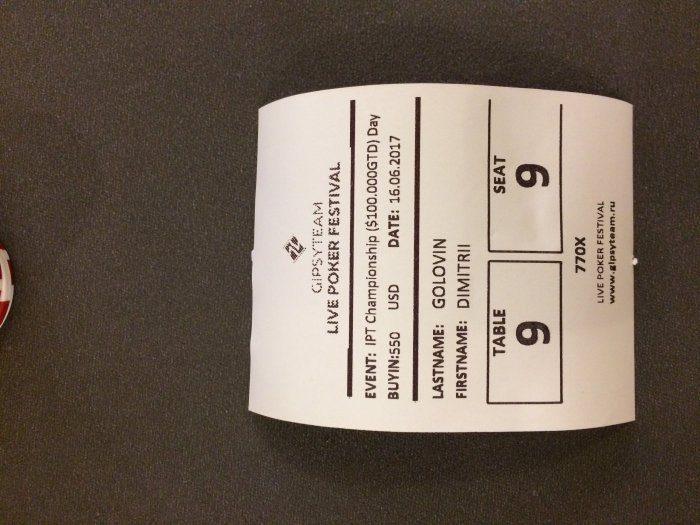 GIPSYTEAM
LIVE POKER FESTIVAL
EVENT: IPT Championship ($100.000GTD) Day
BUYIN:550 USD DATE: 16.06.2017
LASTNAME: GOLOVIN
FIRSTNAME: DIMITRII
TABLE SEAT
9 9
770X
LIVE POKER FESTIVAL
www.gipsyteam.ru